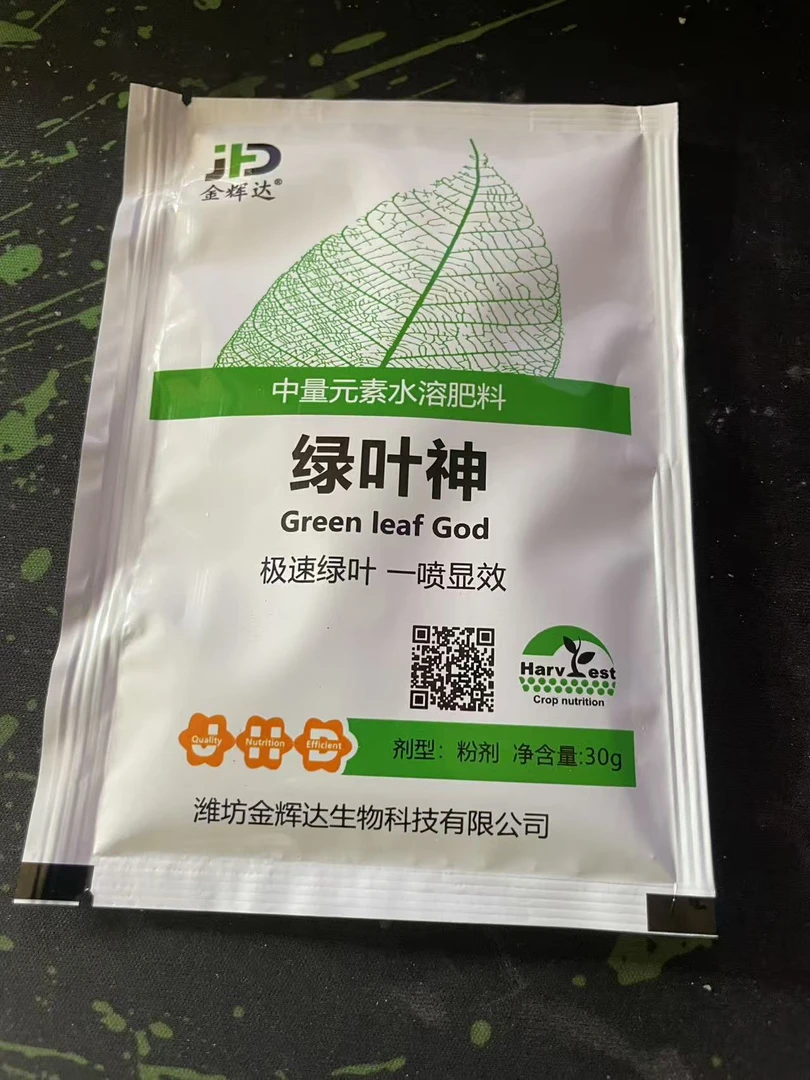 JHD
金辉达®
中量元素水溶肥料
绿叶神
Green leaf God
极速绿叶 一喷显效
Harvest
Crop nutrition
Quality Nutrition Efficient
J H D
剂型：粉剂 净含量:30g
潍坊金辉达生物科技有限公司